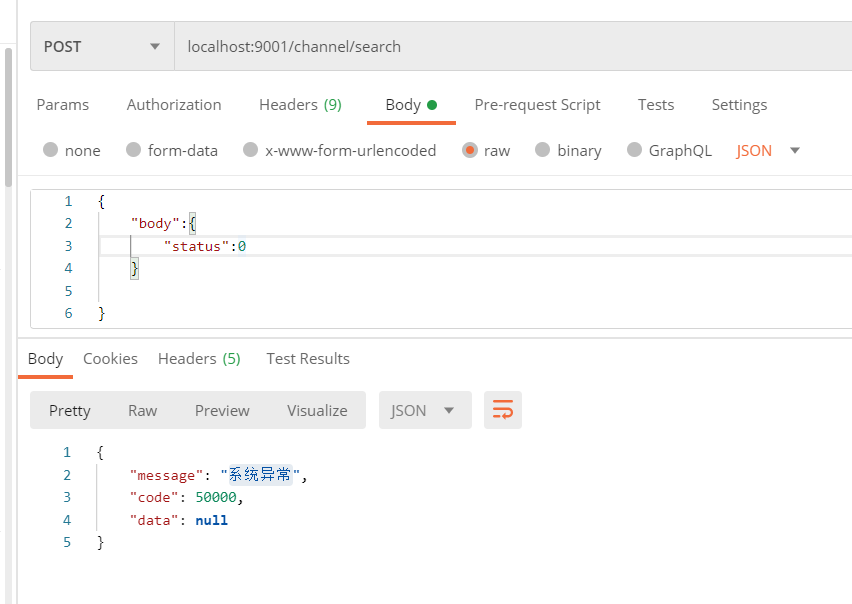 POST localhost:9001/channel/search
Params Authorization Headers (9) Body Pre-request Script Tests Settings
none form-data x-www-form-urlencoded raw binary GraphQL JSON
1 {
2 "body":{
3 "status":0
4 }
5
6 }
Body Cookies Headers (5) Test Results
Pretty Raw Preview Visualize JSON
1 {
2 "message": "系统异常",
3 "code": 50000,
4 "data": null
5 }